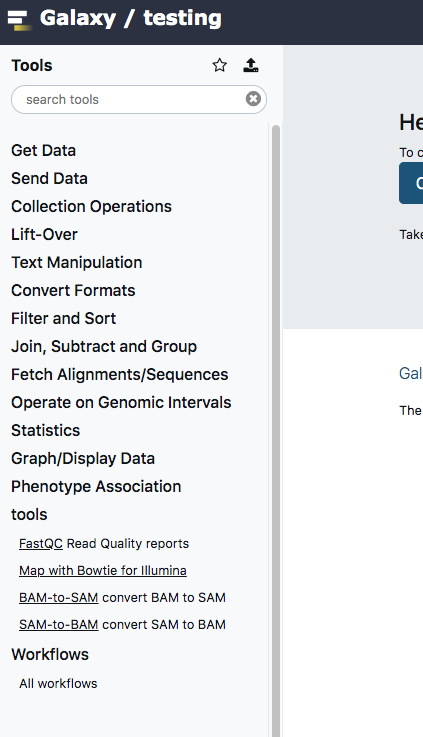 Galaxy / testing
Tools
search tools
Get Data
Send Data
Collection Operations
Lift-Over
Text Manipulation
Convert Formats
Filter and Sort
Join, Subtract and Group
Fetch Alignments/Sequences
Operate on Genomic Intervals
Statistics
Graph/Display Data
Phenotype Association
tools
FastQC Read Quality reports
Map with Bowtie for Illumina
BAM-to-SAM convert BAM to SAM
SAM-to-BAM convert SAM to BAM
Workflows
All workflows
He
To c
Take
Gal
The